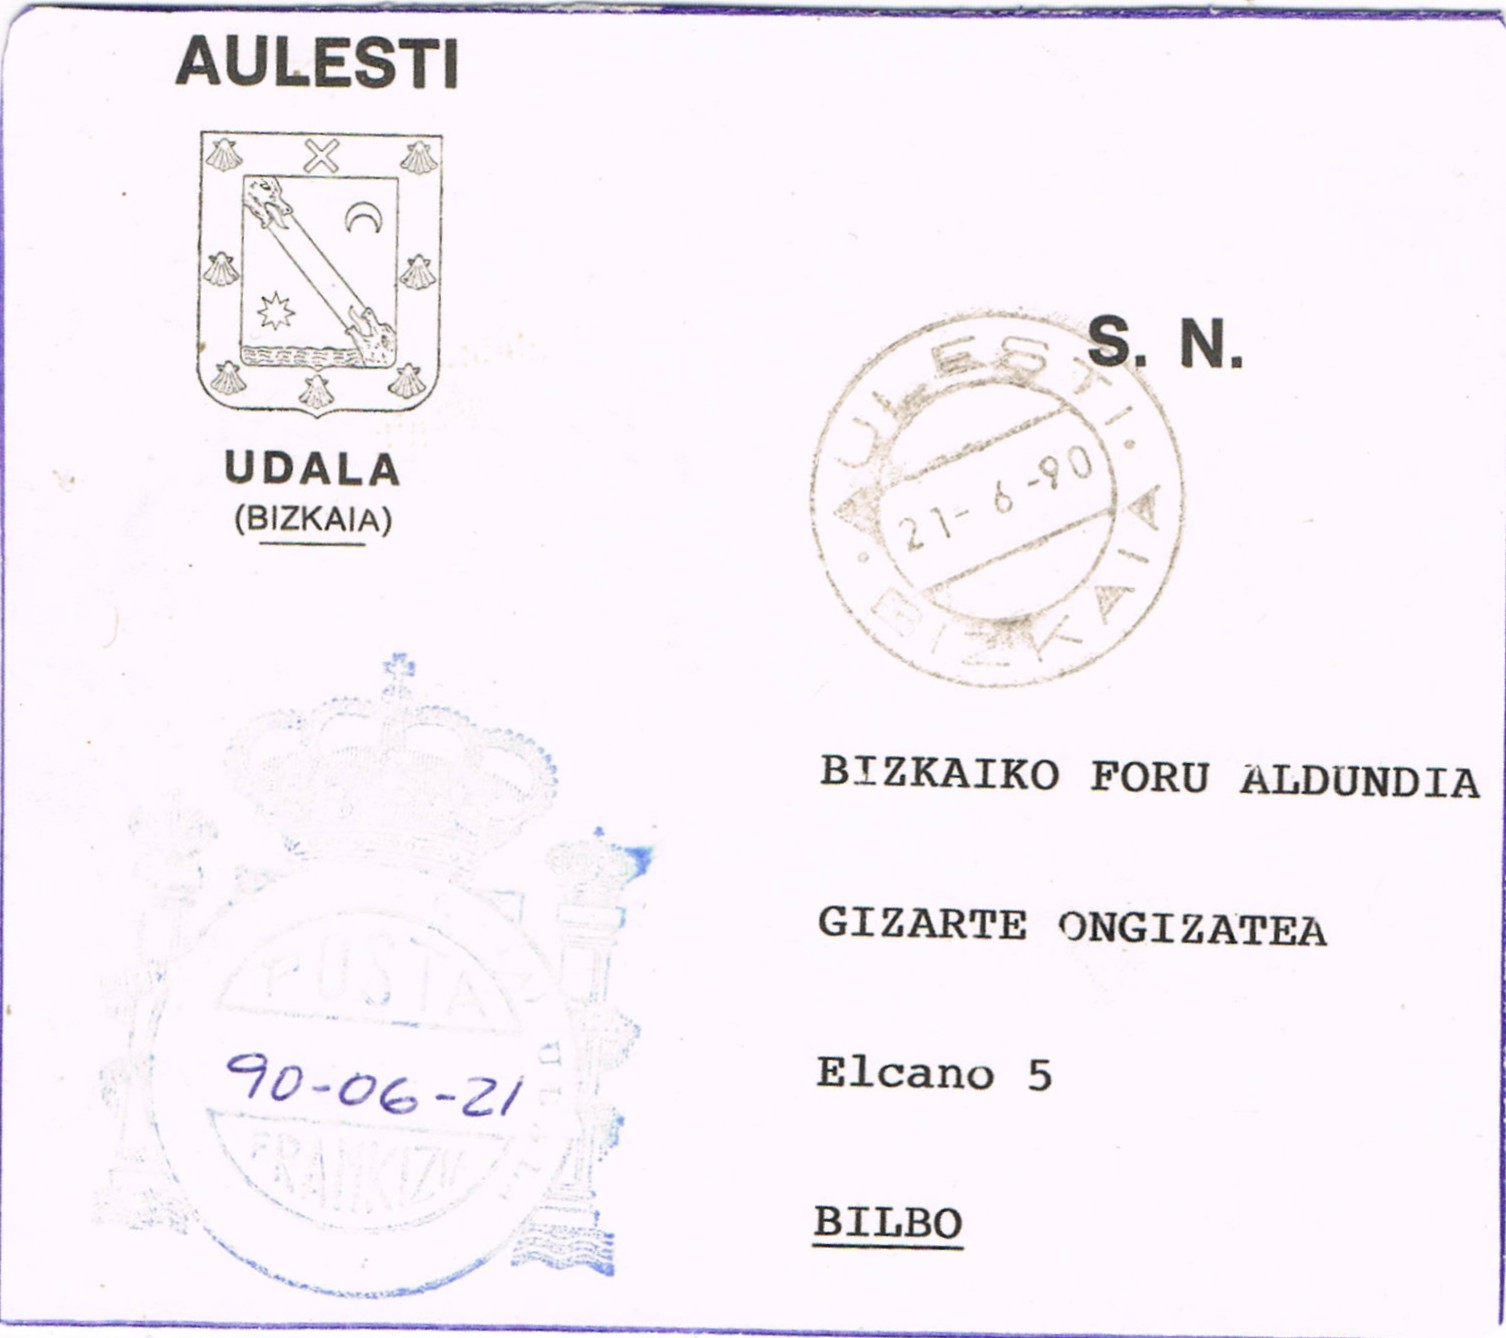 AULESTI
UDALA
(BIZKAIA)
S. N.
AULESTI
21-6-90
BIZKAIA
BIZKAIKO FORU ALDUNDIA
GIZARTE ONGIZATEA
Elcano 5
BILBO
POSTA
90-06-21
FRANKIZU